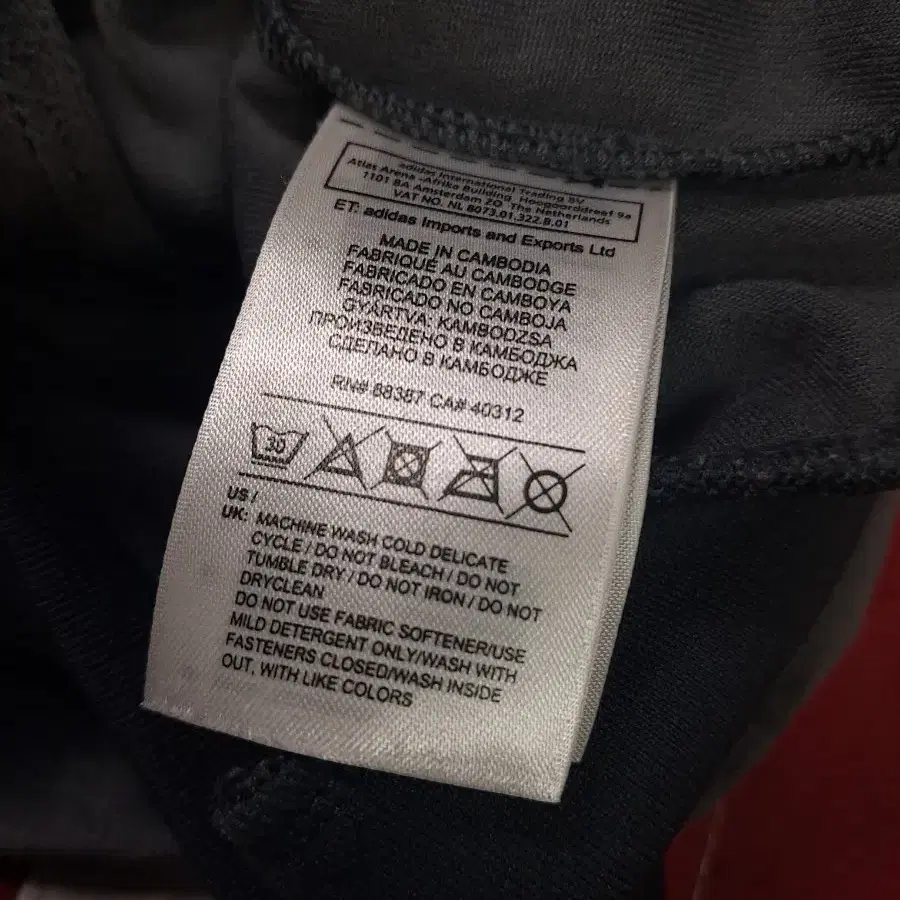 adidas International Trading BV
Atlas Arena -Afrika Building, Hoogoorddreef 9a
1101 BA Amsterdam ZO The Netherlands
VAT NO. NL 8073.01.322.B.01
ET: adidas Imports and Exports Ltd
MADE IN CAMBODIA
FABRIQUÉ AU CAMBODGE
FABRICADO EN CAMBOYA
FABRICADO NO CAMBOJA
GYÁRTVA: KAMBODZSA
ПРОИЗВЕДЕНО В КАМБОДЖА
СДЕЛАНО В КАМБОДЖЕ
RN# 88387 CA# 40312
30
US /
UK: MACHINE WASH COLD DELICATE
CYCLE / DO NOT BLEACH / DO NOT
TUMBLE DRY / DO NOT IRON / DO NOT
DRYCLEAN
DO NOT USE FABRIC SOFTENER/USE
MILD DETERGENT ONLY/WASH WITH
FASTENERS CLOSED/WASH INSIDE
OUT, WITH LIKE COLORS